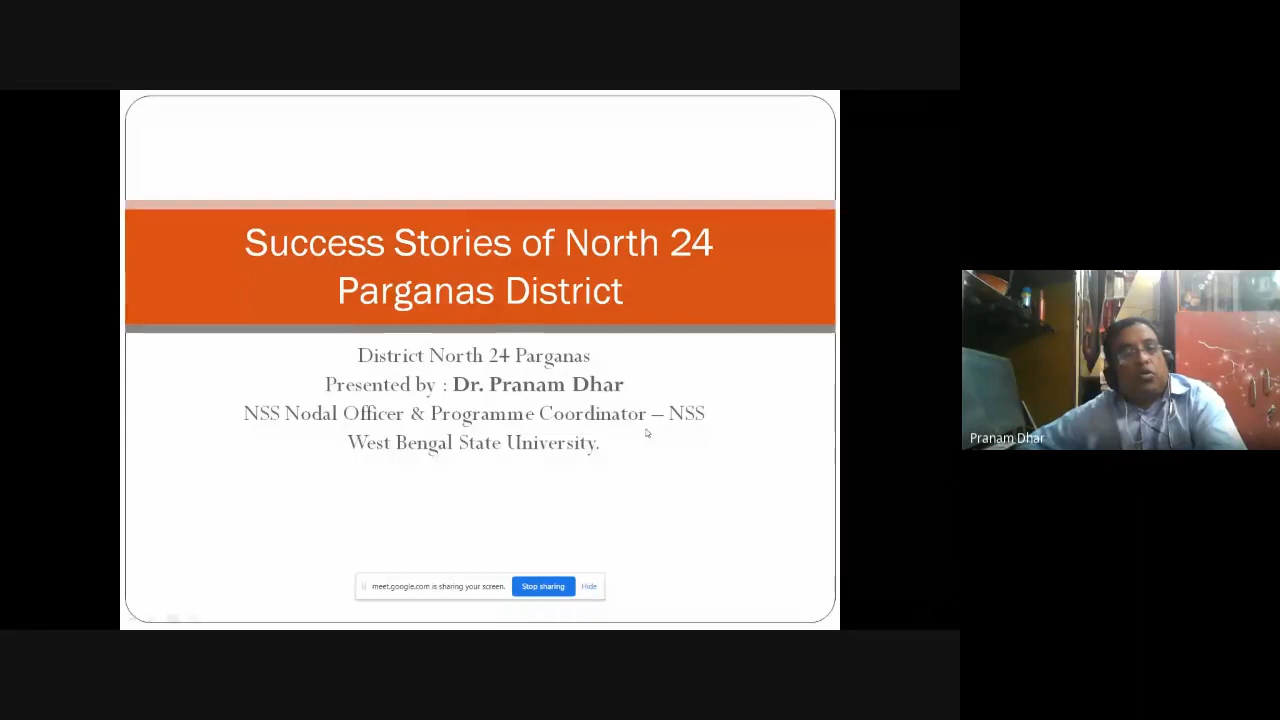 Success Stories of North 24
Parganas District
District North 24 Parganas
Presented by : Dr. Pranam Dhar
NSS Nodal Officer & Programme Coordinator – NSS
West Bengal State University.
meet.google.com is sharing your screen.
Stop sharing
Hide
Pranam Dhar